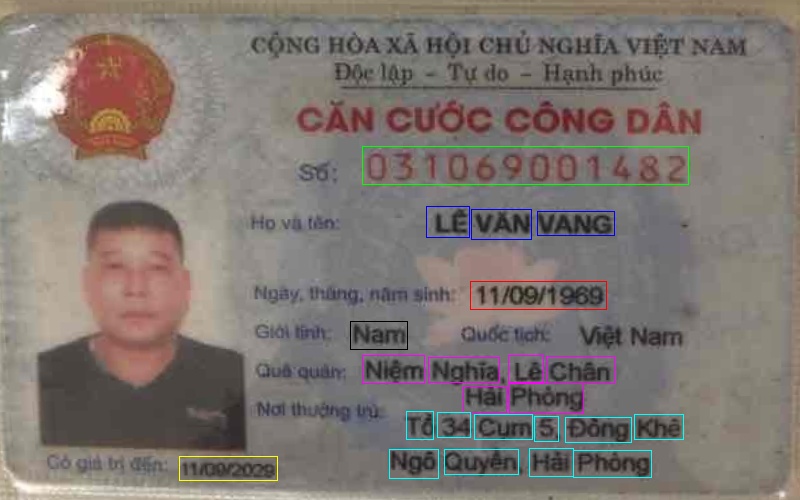 CỘNG HÒA XÃ HỘI CHỦ NGHĨA VIỆT NAM
Độc lập - Tự do - Hạnh phúc
CĂN CƯỚC CÔNG DÂN
Số: 031069001482
Họ và tên: LÊ VĂN VANG
Ngày, tháng, năm sinh: 11/09/1969
Giới tính: Nam Quốc tịch: Việt Nam
Quê quán: Niệm Nghĩa, Lê Chân
Hải Phòng
Nơi thường trú:
Tổ 34 Cụm 5, Đông Khê
Ngô Quyền, Hải Phòng
Có giá trị đến: 11/09/2029